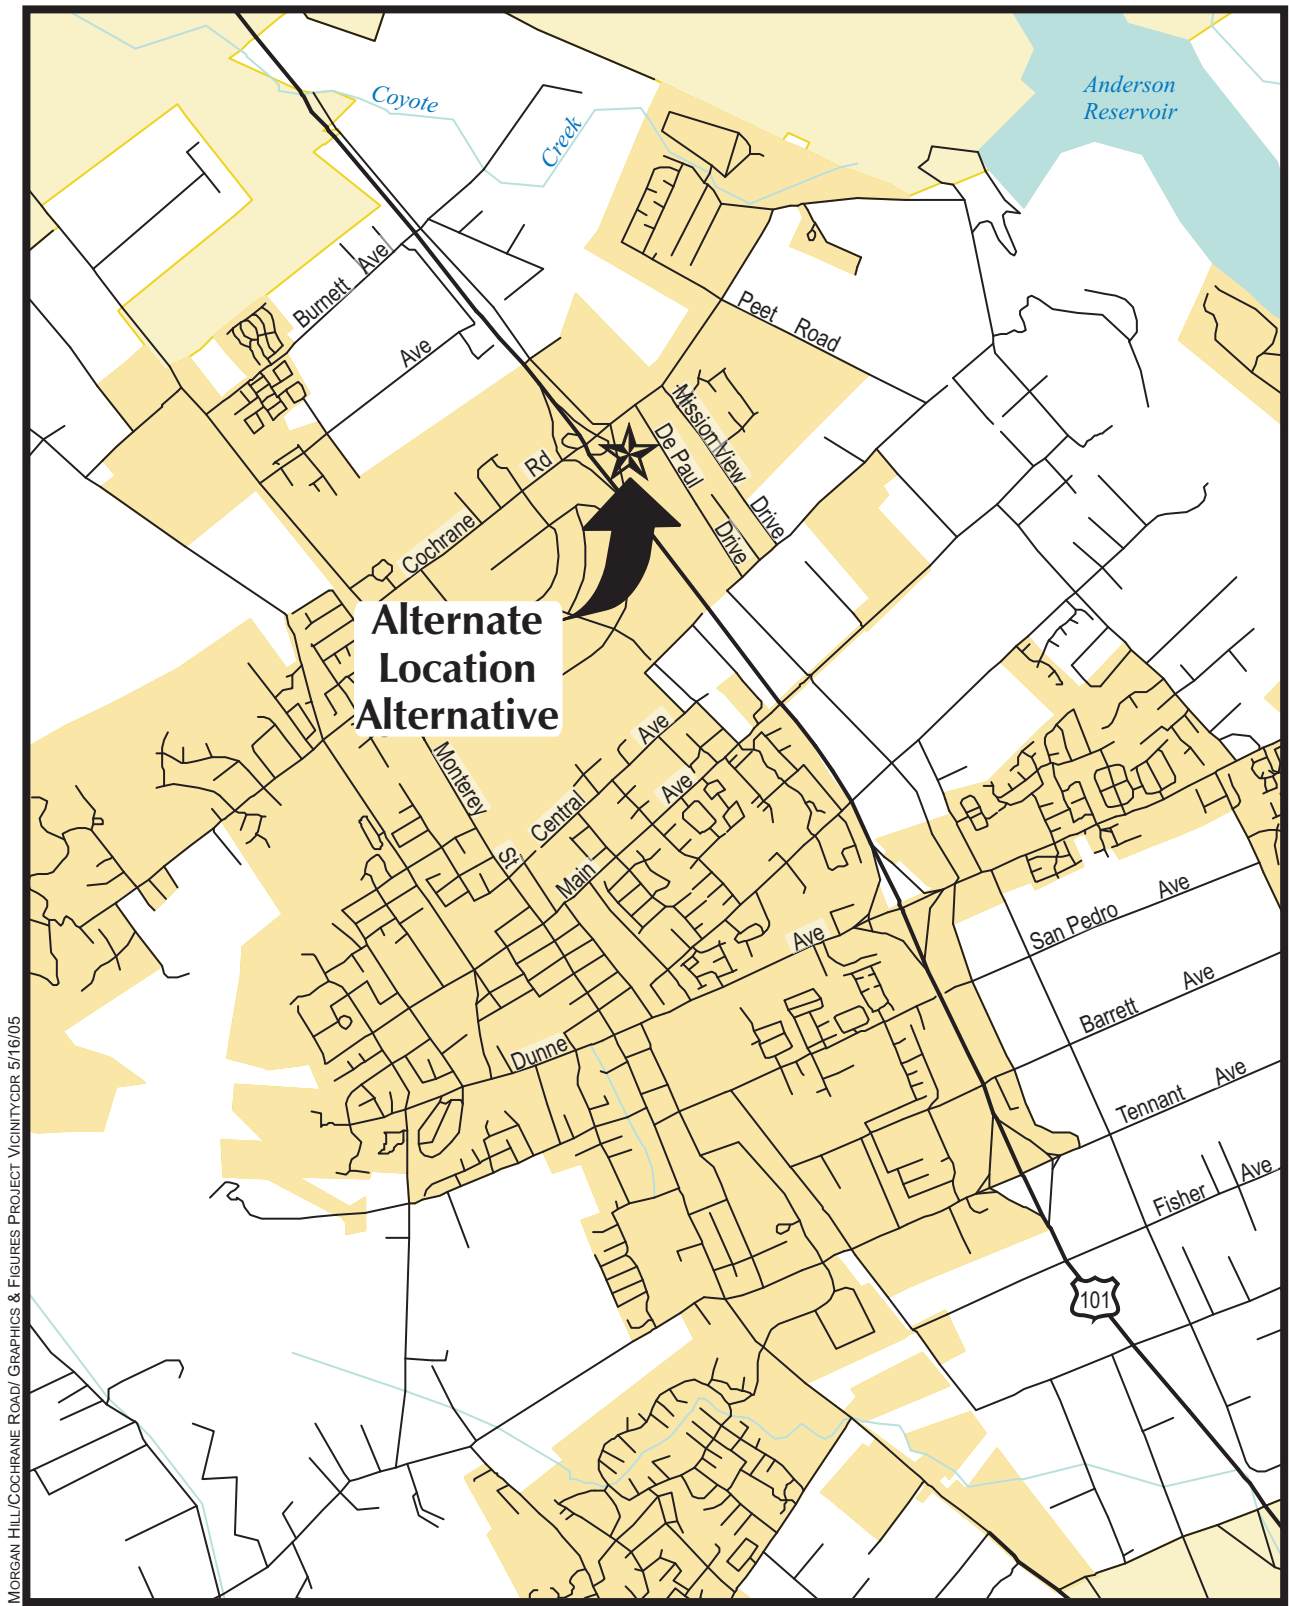 Coyote
Creek
Anderson
Reservoir
Burnett Ave
Ave
Peet Road
Mission View
Drive
De Paul
Drive
Cochrane Rd
Alternate
Location
Alternative
Monterey
St
Central Ave
Main Ave
Dunne Ave
San Pedro Ave
Barrett Ave
Tennant Ave
Fisher Ave
101
MORGAN HILL/COCHRANE ROAD/ GRAPHICS & FIGURES PROJECT VICINITYCDR 5/16/05